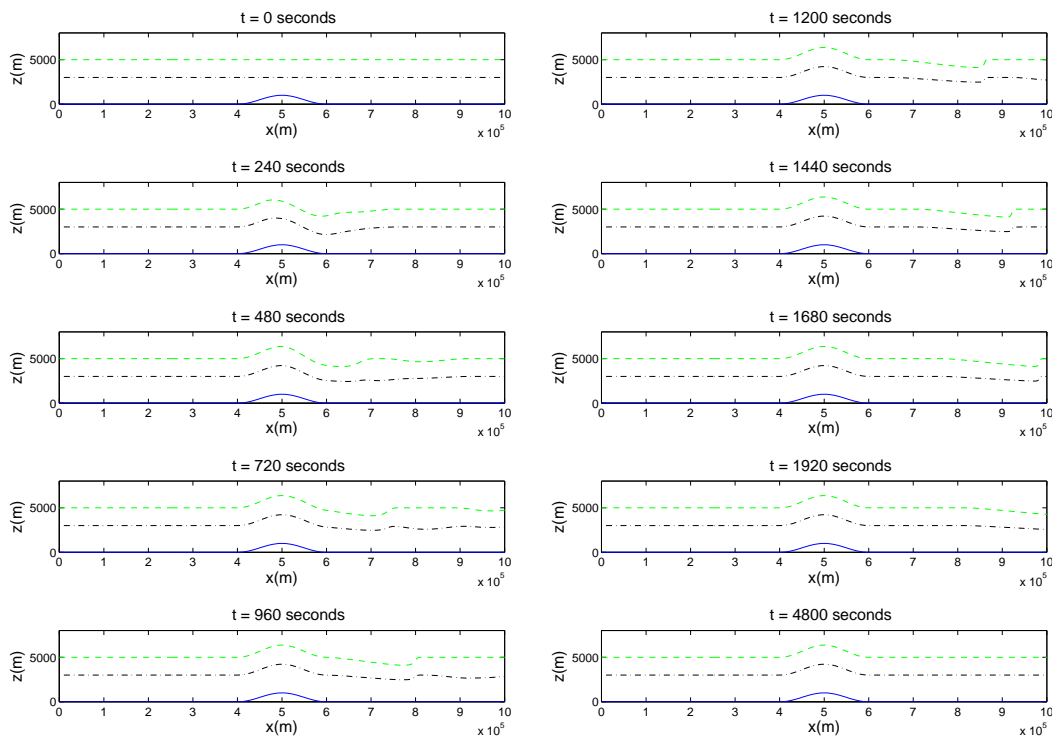 t = 0 seconds
z(m)
5000
0
0 1 2 3 4 5 6 7 8 9 10
x(m)
x 10^5
t = 240 seconds
z(m)
5000
0
0 1 2 3 4 5 6 7 8 9 10
x(m)
x 10^5
t = 480 seconds
z(m)
5000
0
0 1 2 3 4 5 6 7 8 9 10
x(m)
x 10^5
t = 720 seconds
z(m)
5000
0
0 1 2 3 4 5 6 7 8 9 10
x(m)
x 10^5
t = 960 seconds
z(m)
5000
0
0 1 2 3 4 5 6 7 8 9 10
x(m)
x 10^5
t = 1200 seconds
z(m)
5000
0
0 1 2 3 4 5 6 7 8 9 10
x(m)
x 10^5
t = 1440 seconds
z(m)
5000
0
0 1 2 3 4 5 6 7 8 9 10
x(m)
x 10^5
t = 1680 seconds
z(m)
5000
0
0 1 2 3 4 5 6 7 8 9 10
x(m)
x 10^5
t = 1920 seconds
z(m)
5000
0
0 1 2 3 4 5 6 7 8 9 10
x(m)
x 10^5
t = 4800 seconds
z(m)
5000
0
0 1 2 3 4 5 6 7 8 9 10
x(m)
x 10^5